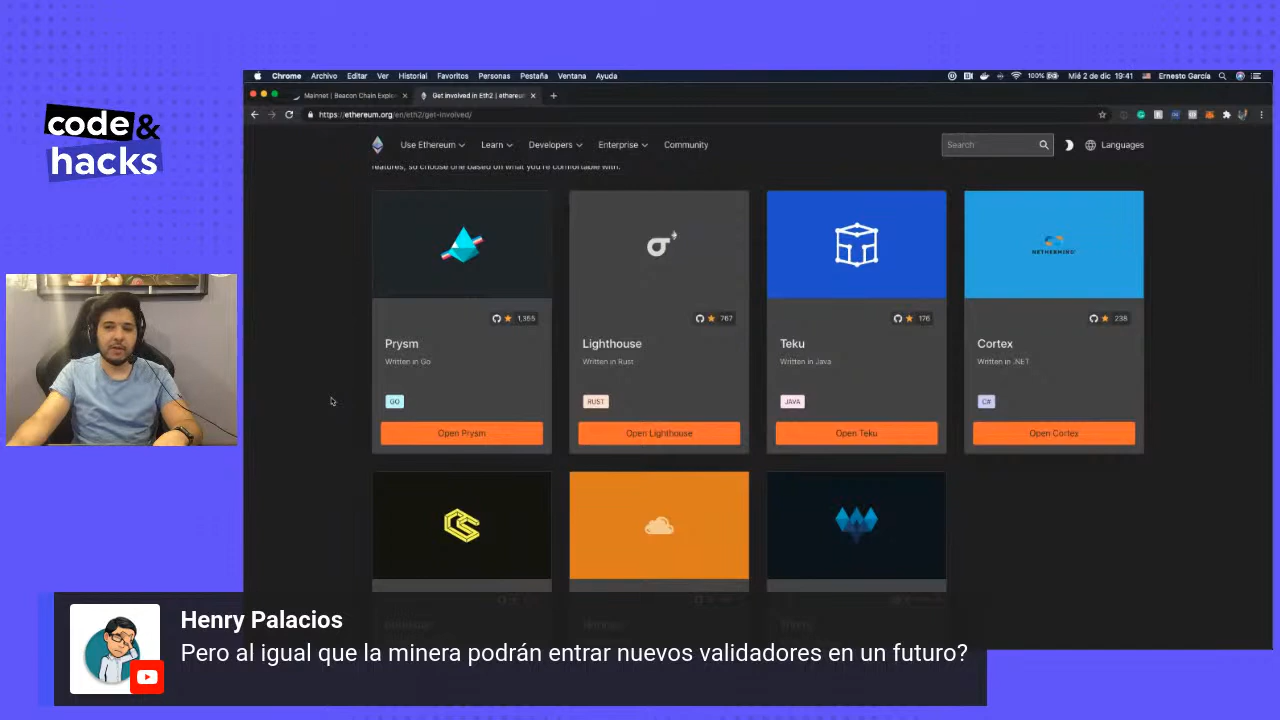 code&
hacks
Chrome Archivo Editar Ver Historial Favoritos Personas Pestaña Ventana Ayuda
100% Mié 2 de dic 19:41 Ernesto García
Mainnet | Beacon Chain Explo
Get involved in Eth2 | ethereum
https://ethereum.org/en/eth2/get-involved/
Use Ethereum Learn Developers Enterprise Community
Search
Languages
features, so choose one based on what you're comfortable with.
NETHERMIND
1,355
767
176
238
Prysm
Lighthouse
Teku
Cortex
Written in Go
Written in Rust
Written in Java
Written in .NET
GO
RUST
JAVA
C#
Open Prysm
Open Lighthouse
Open Teku
Open Cortex
Henry Palacios
Pero al igual que la minera podrán entrar nuevos validadores en un futuro?